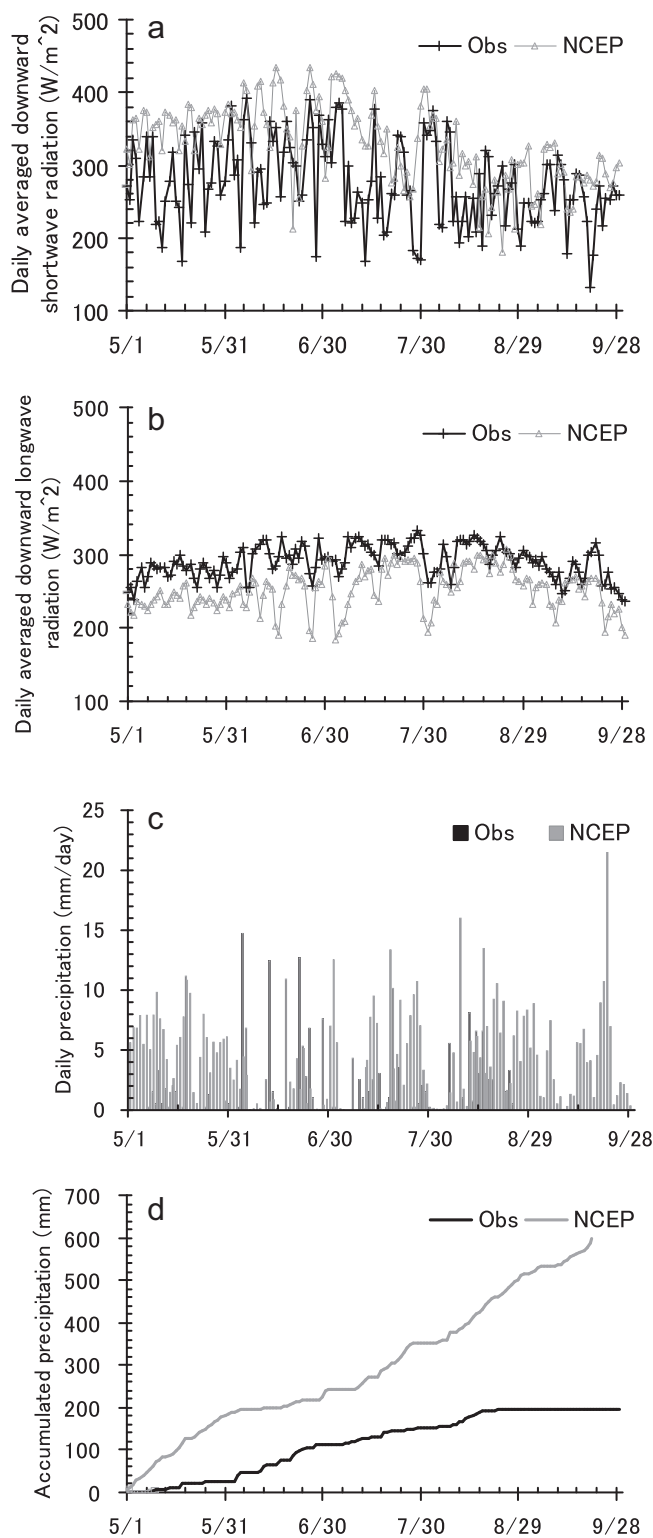 a
Obs NCEP
Daily averaged downward
shortwave radiation (W/m^2)
500
400
300
200
100
5/1 5/31 6/30 7/30 8/29 9/28
b
Obs NCEP
Daily averaged downward longwave
radiation (W/m^2)
500
400
300
200
100
5/1 5/31 6/30 7/30 8/29 9/28
c
Obs NCEP
Daily precipitation (mm/day)
25
20
15
10
5
0
5/1 5/31 6/30 7/30 8/29 9/28
d
Obs NCEP
Accumulated precipitation (mm)
700
600
500
400
300
200
100
0
5/1 5/31 6/30 7/30 8/29 9/28